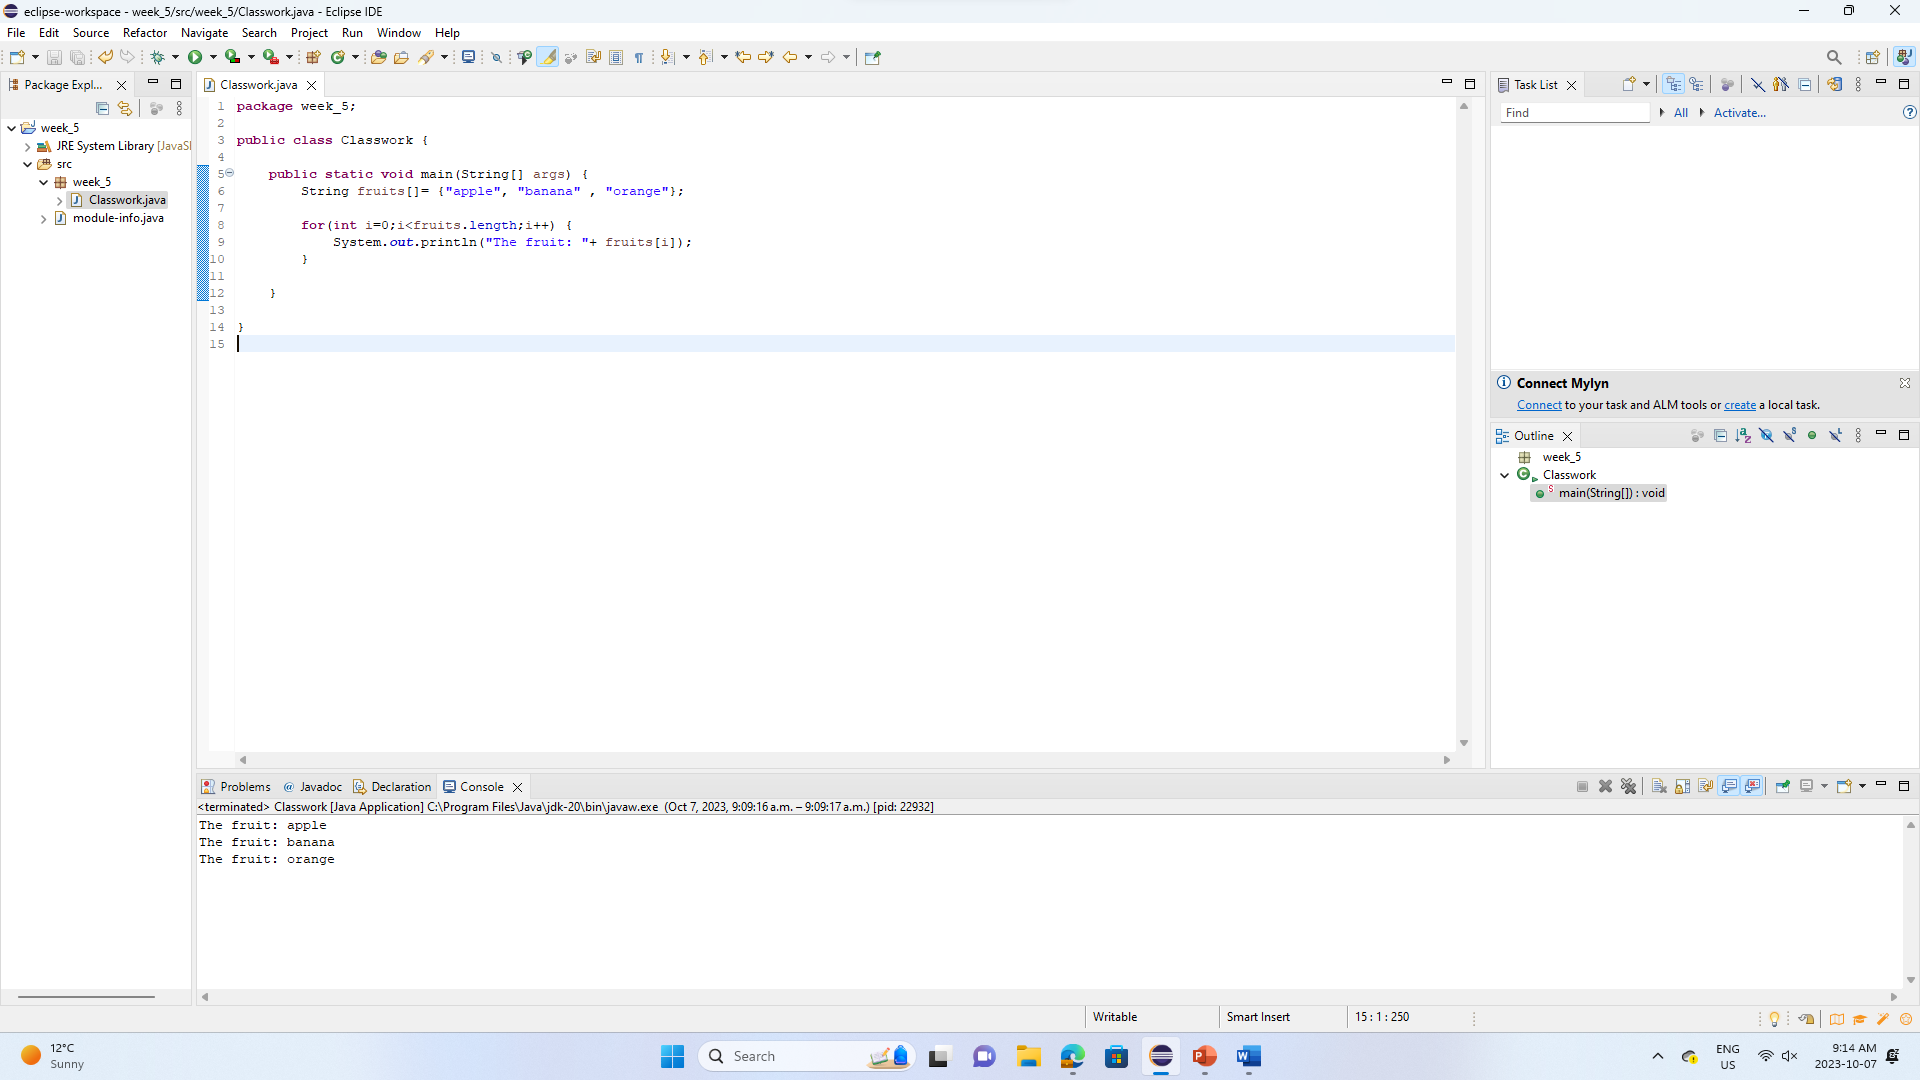 eclipse-workspace - week_5/src/week_5/Classwork.java - Eclipse IDE
File Edit Source Refactor Navigate Search Project Run Window Help
Package Expl...
week_5
JRE System Library [JavaSI
src
week_5
Classwork.java
module-info.java
Classwork.java
1 package week_5;
2
3 public class Classwork {
4
5 public static void main(String[] args) {
6 String fruits[]= {"apple", "banana" , "orange"};
7
8 for(int i=0;i<fruits.length;i++) {
9 System.out.println("The fruit: "+ fruits[i]);
10 }
11
12 }
13
14 }
15
Task List
Find All Activate...
Connect Mylyn
Connect to your task and ALM tools or create a local task.
Outline
week_5
Classwork
main(String[]) : void
Problems Javadoc Declaration Console
<terminated> Classwork [Java Application] C:\Program Files\Java\jdk-20\bin\javaw.exe (Oct 7, 2023, 9:09:16 a.m. – 9:09:17 a.m.) [pid: 22932]
The fruit: apple
The fruit: banana
The fruit: orange
Writable Smart Insert 15 : 1 : 250
12°C
Sunny
Search
ENG
US
9:14 AM
2023-10-07